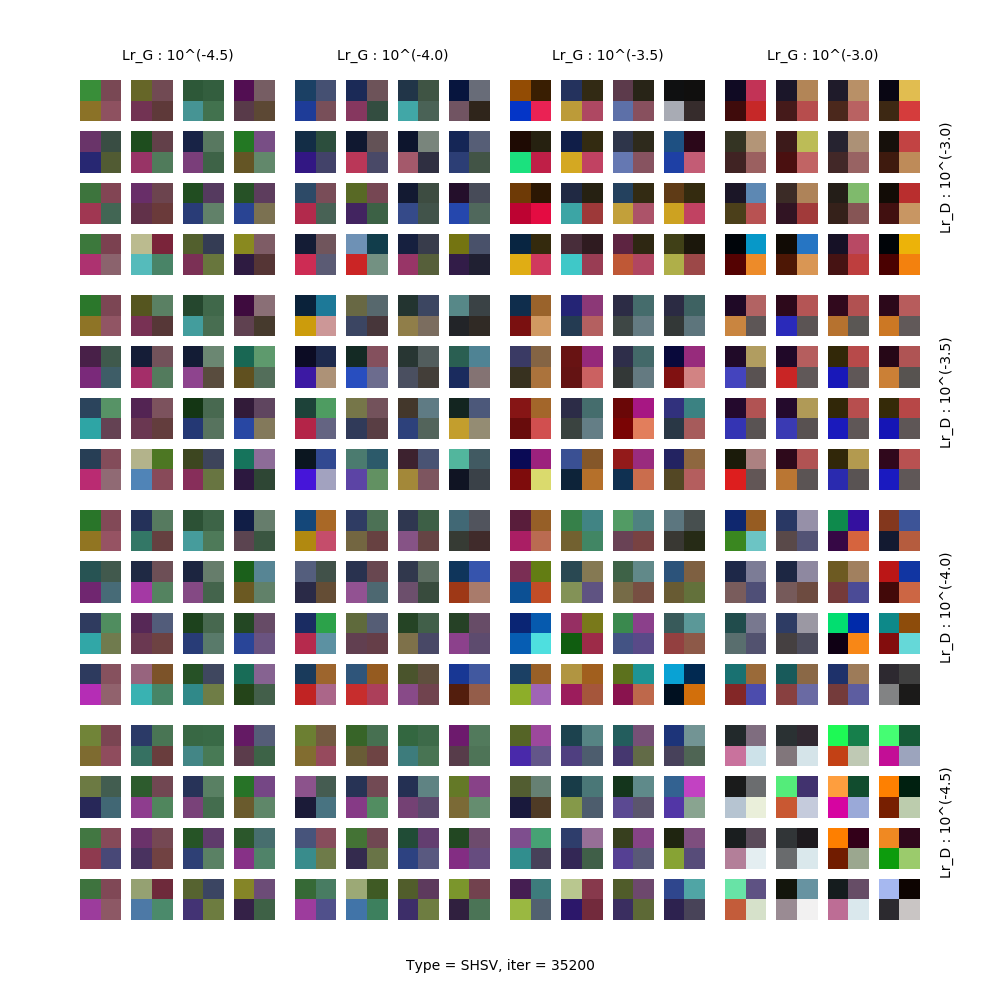 Lr_G : 10^(-4.5)
Lr_G : 10^(-4.0)
Lr_G : 10^(-3.5)
Lr_G : 10^(-3.0)
Lr_D : 10^(-3.0)
Lr_D : 10^(-3.5)
Lr_D : 10^(-4.0)
Lr_D : 10^(-4.5)
Type = SHSV, iter = 35200